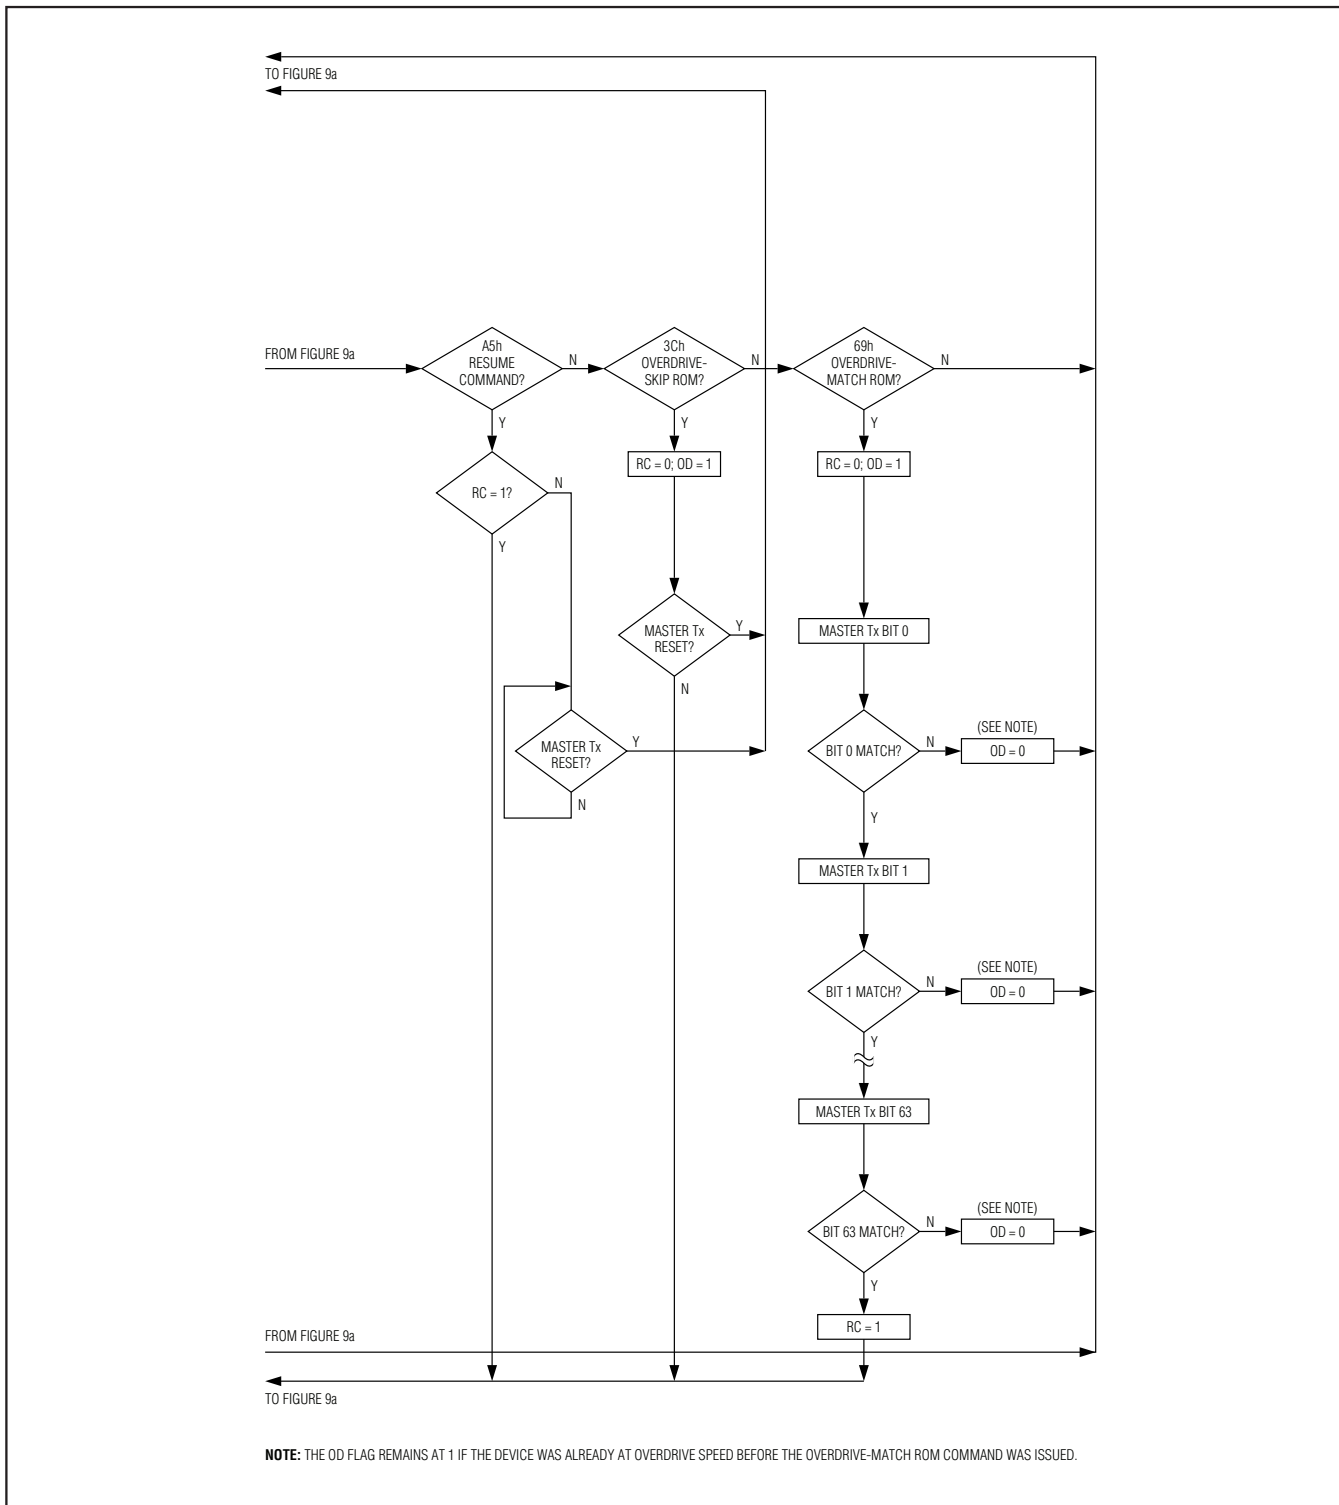 TO FIGURE 9a
FROM FIGURE 9a
A5h
RESUME
COMMAND?
N
3Ch
OVERDRIVE-
SKIP ROM?
N
69h
OVERDRIVE-
MATCH ROM?
N
Y
Y
Y
RC = 1?
N
Y
RC = 0; OD = 1
RC = 0; OD = 1
MASTER Tx
RESET?
Y
N
MASTER Tx BIT 0
MASTER Tx
RESET?
Y
N
BIT 0 MATCH?
N
(SEE NOTE)
OD = 0
Y
MASTER Tx BIT 1
BIT 1 MATCH?
N
(SEE NOTE)
OD = 0
Y
MASTER Tx BIT 63
BIT 63 MATCH?
N
(SEE NOTE)
OD = 0
Y
RC = 1
FROM FIGURE 9a
TO FIGURE 9a
NOTE: THE OD FLAG REMAINS AT 1 IF THE DEVICE WAS ALREADY AT OVERDRIVE SPEED BEFORE THE OVERDRIVE-MATCH ROM COMMAND WAS ISSUED.